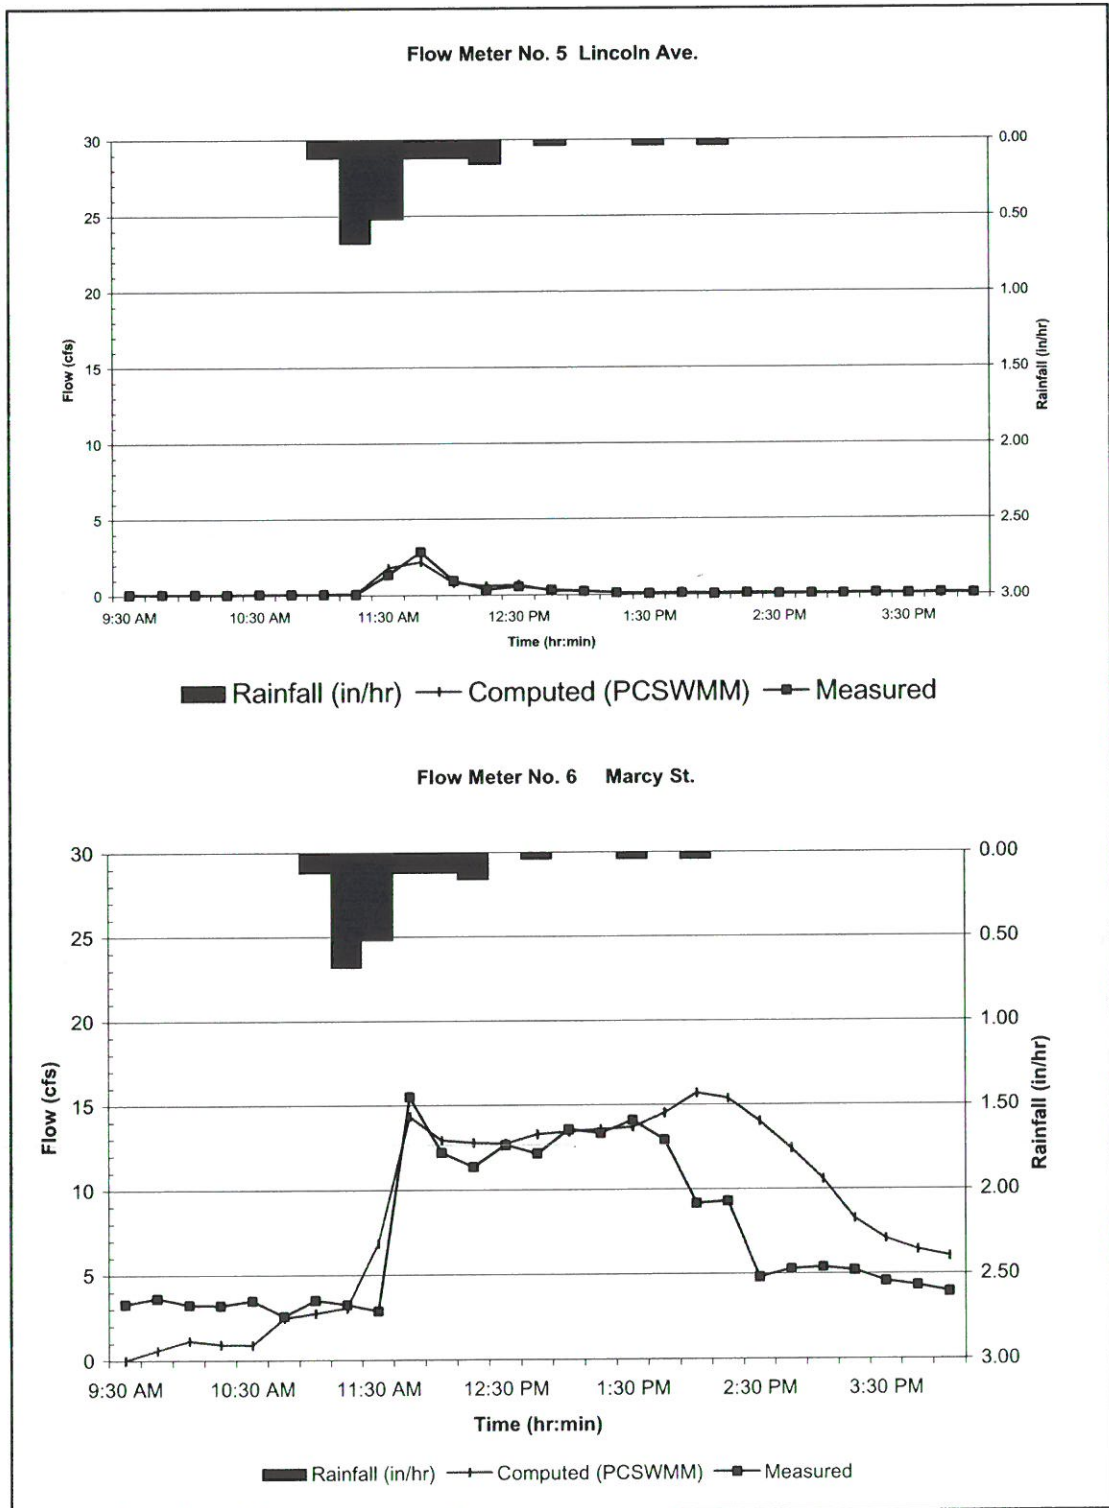 Flow Meter No. 5 Lincoln Ave.
30
25
20
15
10
5
0
Flow (cfs)
0.00
0.50
1.00
1.50
2.00
2.50
3.00
Rainfall (in/hr)
9:30 AM 10:30 AM 11:30 AM 12:30 PM 1:30 PM 2:30 PM 3:30 PM
Time (hr:min)
Rainfall (in/hr) Computed (PCSWMM) Measured
Flow Meter No. 6 Marcy St.
30
25
20
15
10
5
0
Flow (cfs)
0.00
0.50
1.00
1.50
2.00
2.50
3.00
Rainfall (in/hr)
9:30 AM 10:30 AM 11:30 AM 12:30 PM 1:30 PM 2:30 PM 3:30 PM
Time (hr:min)
Rainfall (in/hr) Computed (PCSWMM) Measured